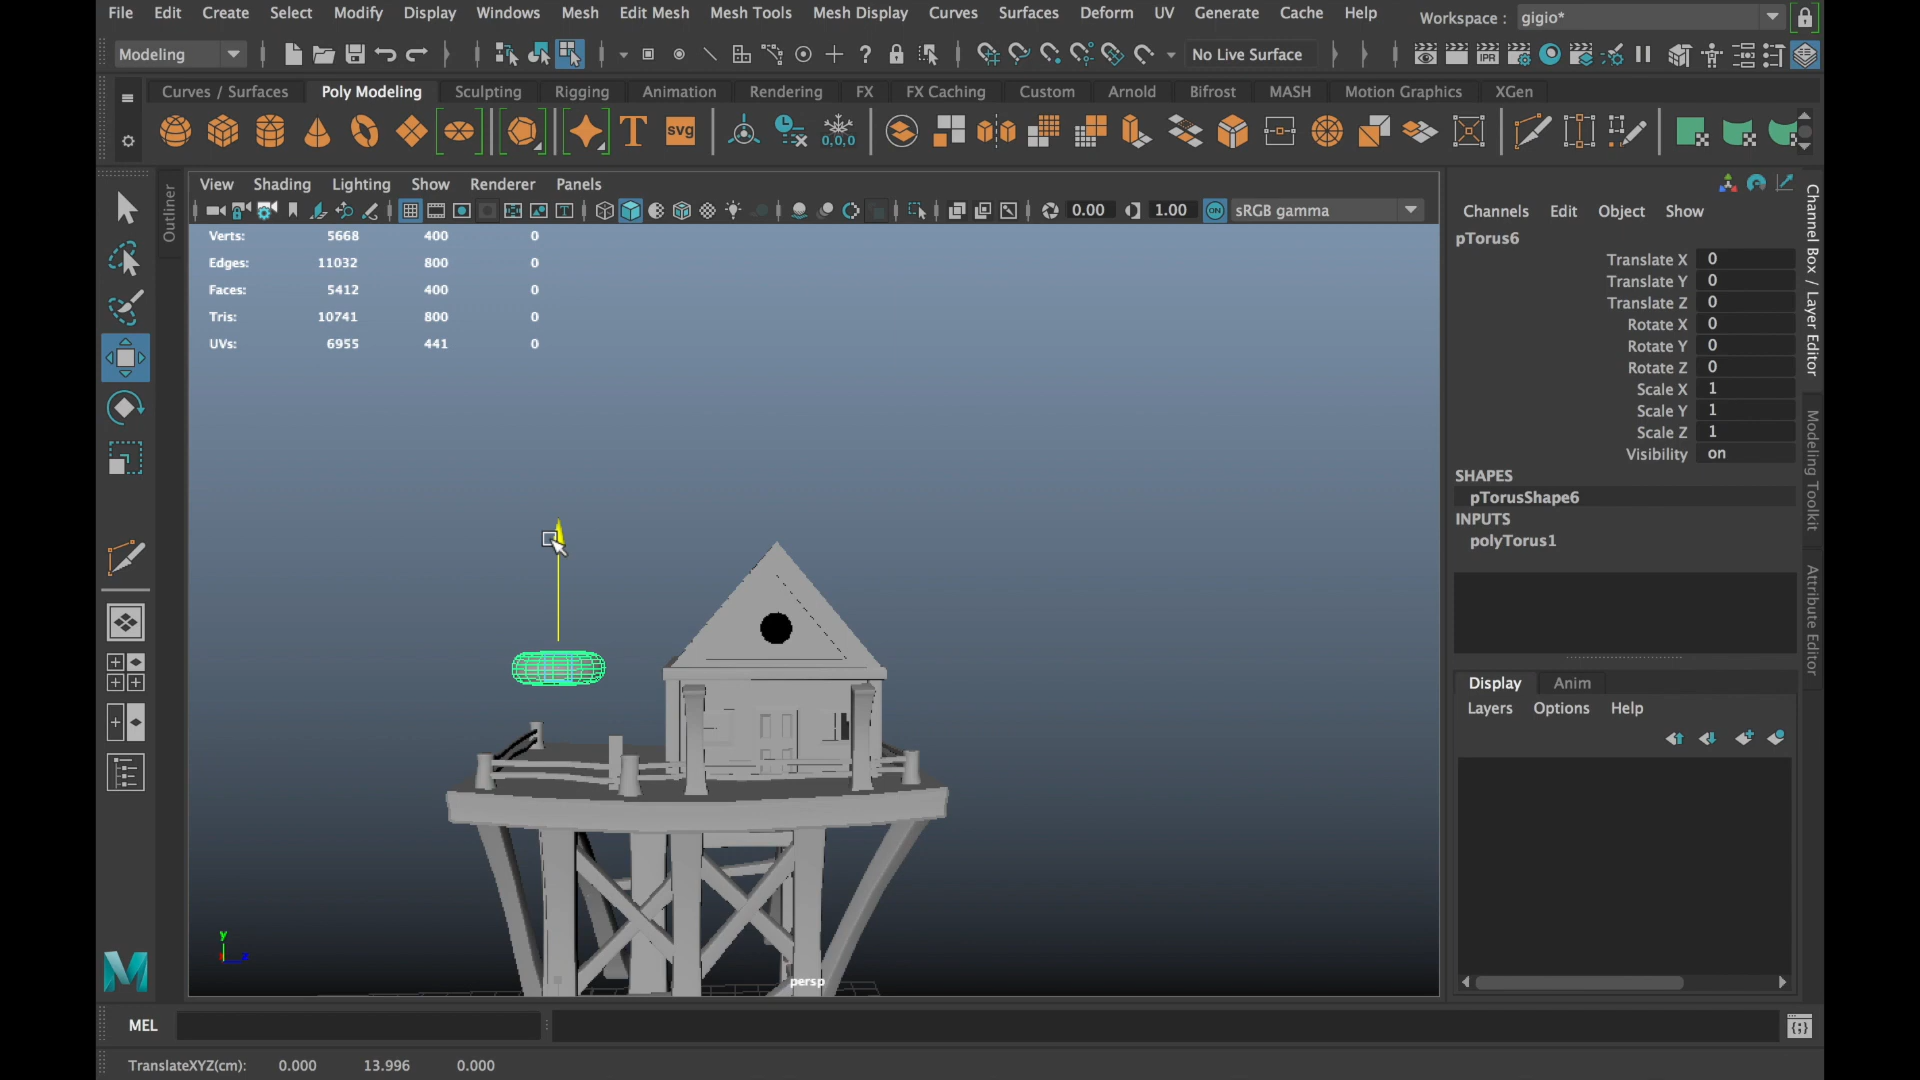 File Edit Create Select Modify Display Windows Mesh Edit Mesh Mesh Tools Mesh Display Curves Surfaces Deform UV Generate Cache Help Workspace : gigio*
Modeling No Live Surface IPR
Curves / Surfaces Poly Modeling Sculpting Rigging Animation Rendering FX FX Caching Custom Arnold Bifrost MASH Motion Graphics XGen
T svg 0,0,0
View Shading Lighting Show Renderer Panels
0.00 1.00 ON sRGB gamma
Outliner
Verts: 5668 400 0
Edges: 11032 800 0
Faces: 5412 400 0
Tris: 10741 800 0
UVs: 6955 441 0
y
z
persp
Channels Edit Object Show
pTorus6
Translate X 0
Translate Y 0
Translate Z 0
Rotate X 0
Rotate Y 0
Rotate Z 0
Scale X 1
Scale Y 1
Scale Z 1
Visibility on
SHAPES
pTorusShape6
INPUTS
polyTorus1
Display Anim
Layers Options Help
Channel Box / Layer Editor
Modeling Toolkit
Attribute Editor
M
MEL
TranslateXYZ(cm): 0.000 13.996 0.000